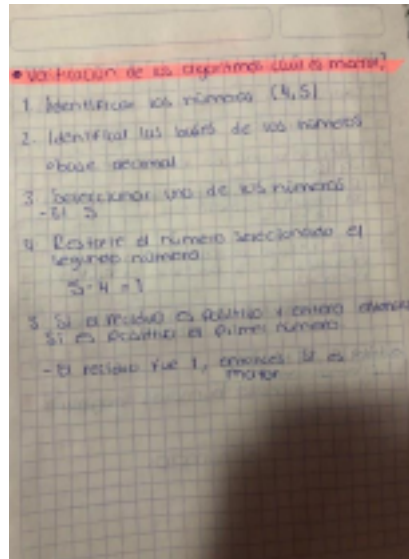 • Verificación de los algoritmos ¿Cuál es mayor?
1. Identificar los números (4,5)
2. Identificar las bases de los números
•base decimal
3. Seleccionar uno de los números
- El 5
4. Restarle al número seleccionado el
segundo número
5-4=1
5. Si el residuo es positivo y entero entonces
si es positivo el primer número.
- El residuo fue 1, entonces si es
mayor